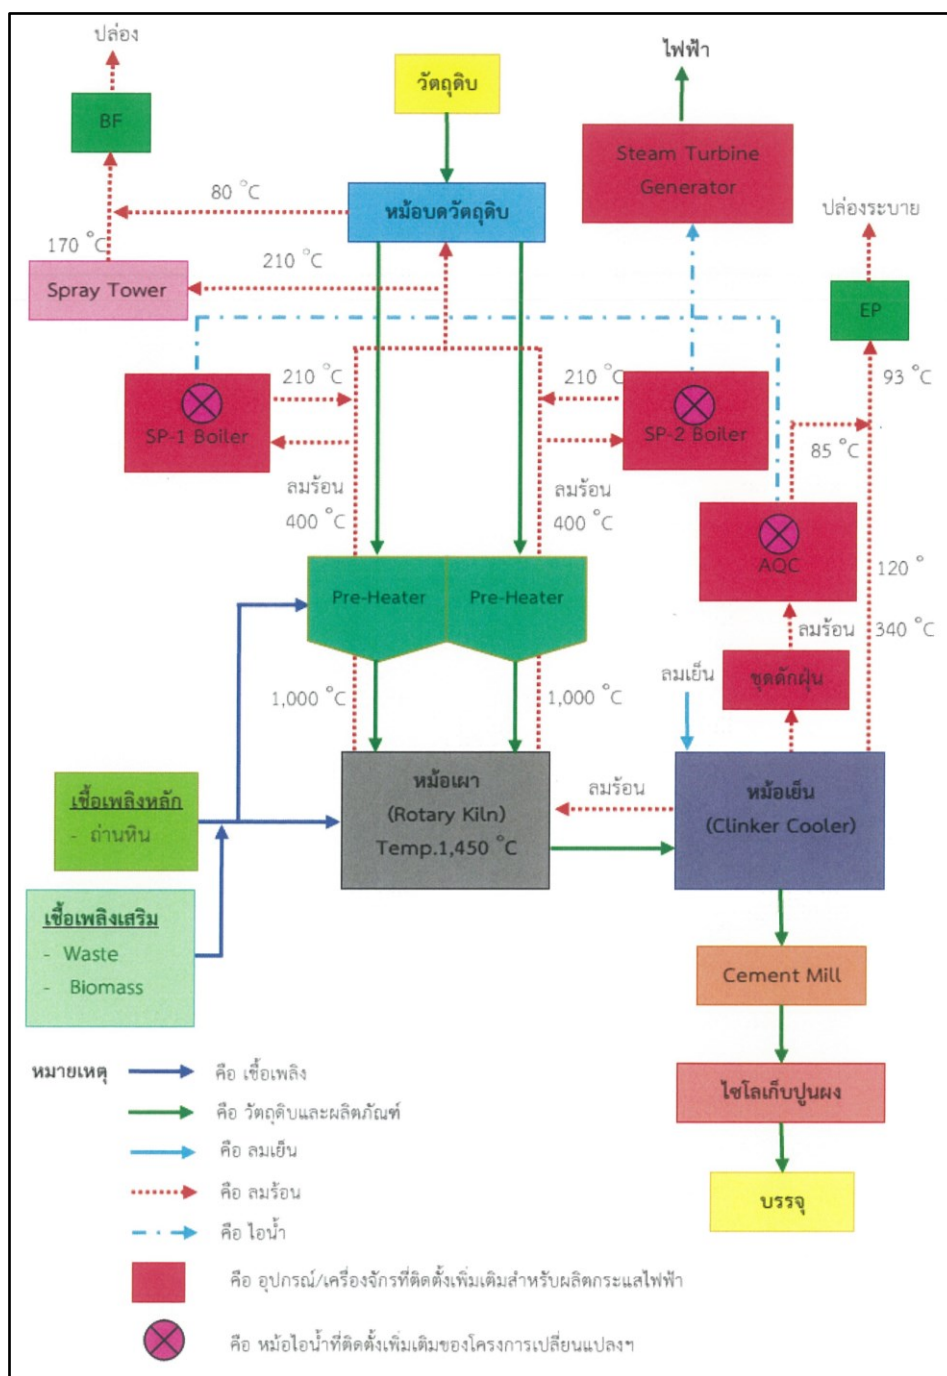 ปล่อง
BF
วัตถุดิบ
ไฟฟ้า
Steam Turbine
Generator
80 °C
หม้อบดวัตถุดิบ
ปล่องระบาย
170 °C
210 °C
Spray Tower
EP
210 °C
210 °C
93 °C
SP-1 Boiler
SP-2 Boiler
85 °C
ลมร้อน
400 °C
ลมร้อน
400 °C
AQC
120 °
Pre-Heater
Pre-Heater
ลมร้อน
340 °C
ลมเย็น
ชุดดักฝุ่น
1,000 °C
1,000 °C
เชื้อเพลิงหลัก
- ถ่านหิน
หม้อเผา
(Rotary Kiln)
Temp.1,450 °C
ลมร้อน
หม้อเย็น
(Clinker Cooler)
เชื้อเพลิงเสริม
- Waste
- Biomass
Cement Mill
ไซโลเก็บปูนผง
บรรจุ
หมายเหตุ
คือ เชื้อเพลิง
คือ วัตถุดิบและผลิตภัณฑ์
คือ ลมเย็น
คือ ลมร้อน
คือ ไอน้ำ
คือ อุปกรณ์/เครื่องจักรที่ติดตั้งเพิ่มเติมสำหรับผลิตกระแสไฟฟ้า
คือ หม้อไอน้ำที่ติดตั้งเพิ่มเติมของโครงการเปลี่ยนแปลงฯ